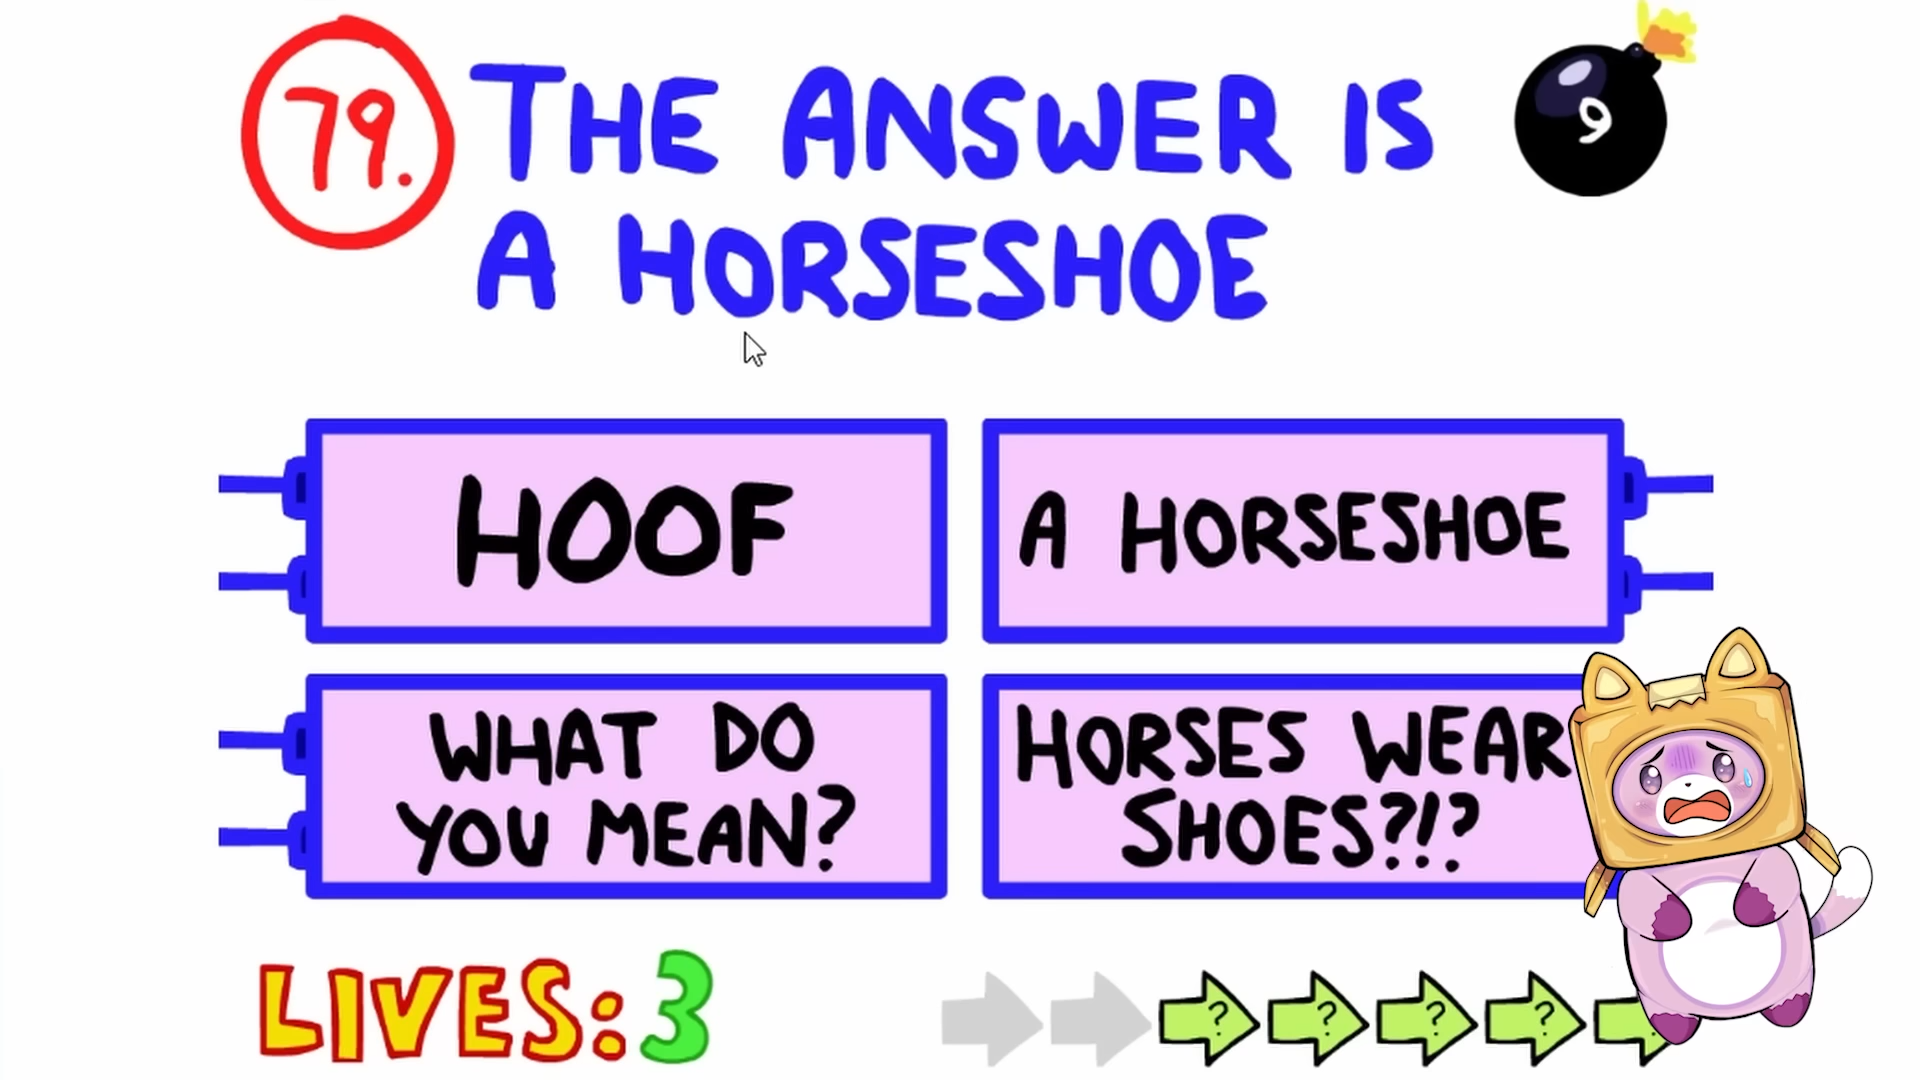 79. THE ANSWER IS
A HORSESHOE
9
HOOF
A HORSESHOE
WHAT DO
YOU MEAN?
HORSES WEAR
SHOES?!?
LIVES: 3
? ? ? ?